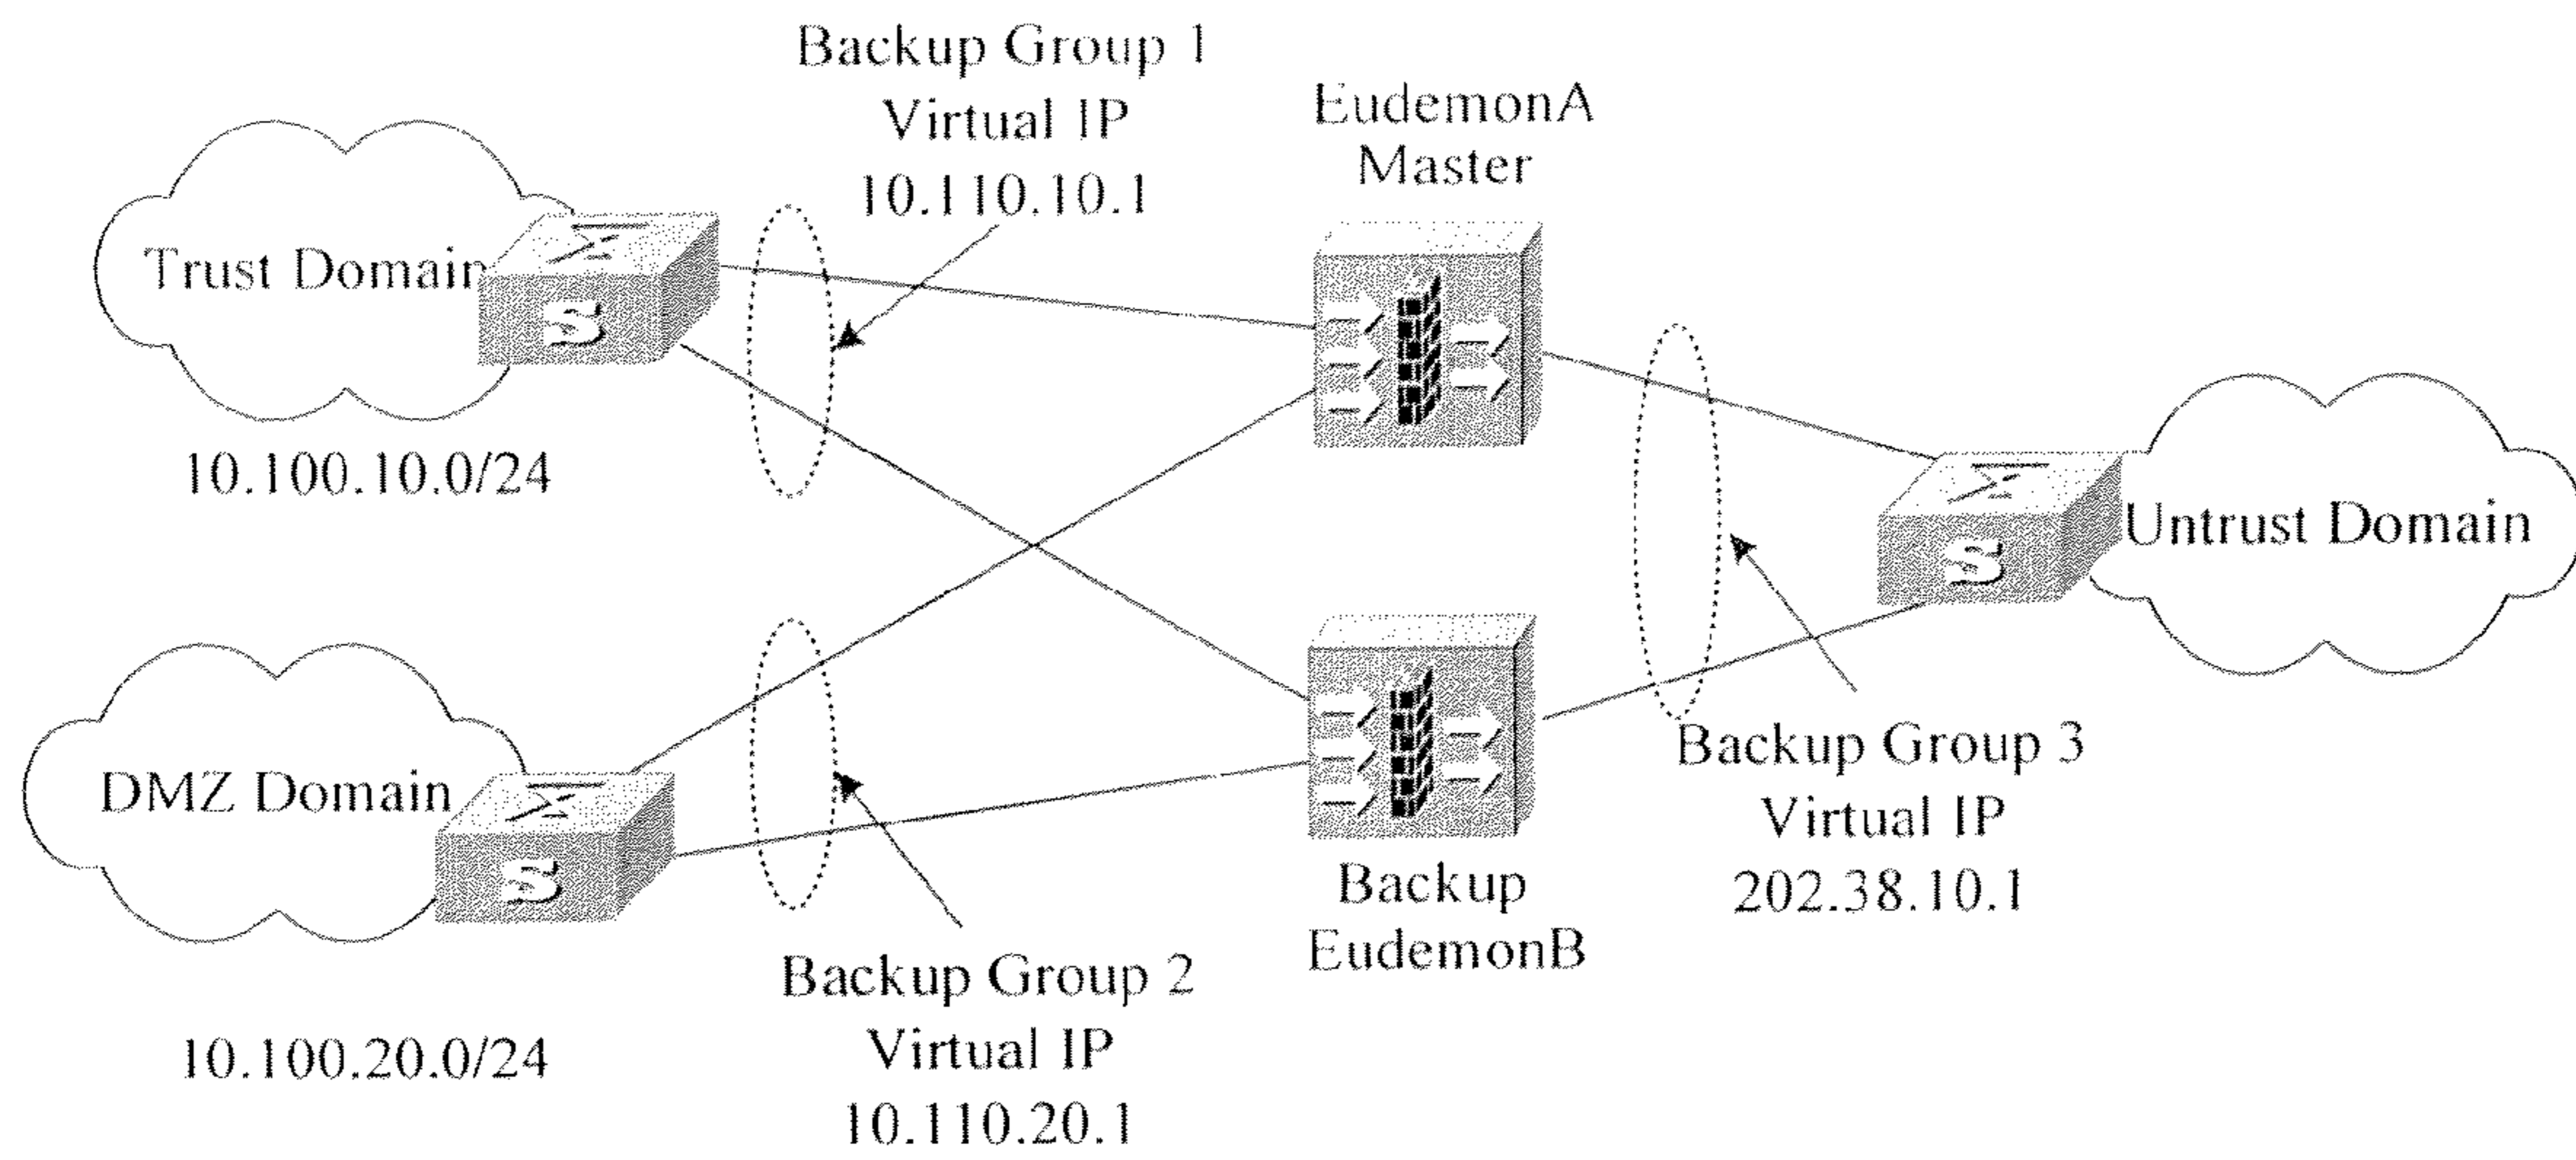 Backup Group 1
Virtual IP
10.110.10.1
EudemonA
Master
Trust Domain
S
10.100.10.0/24
Untrust Domain
S
DMZ Domain
S
10.100.20.0/24
Backup Group 2
Virtual IP
10.110.20.1
Backup
EudemonB
Backup Group 3
Virtual IP
202.38.10.1